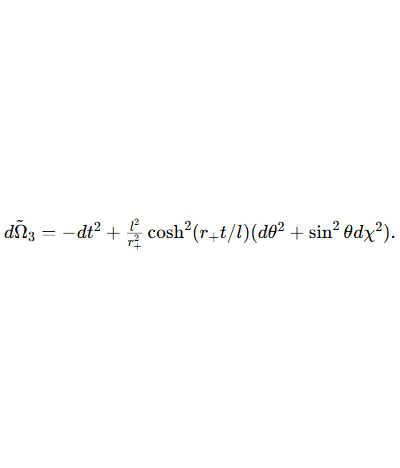 $d\tilde{\Omega}_3 = -dt^2 + \frac{l^2}{r_+^2} \cosh^2(r_+t/l)(d\theta^2 + \sin^2\theta d\chi^2).$